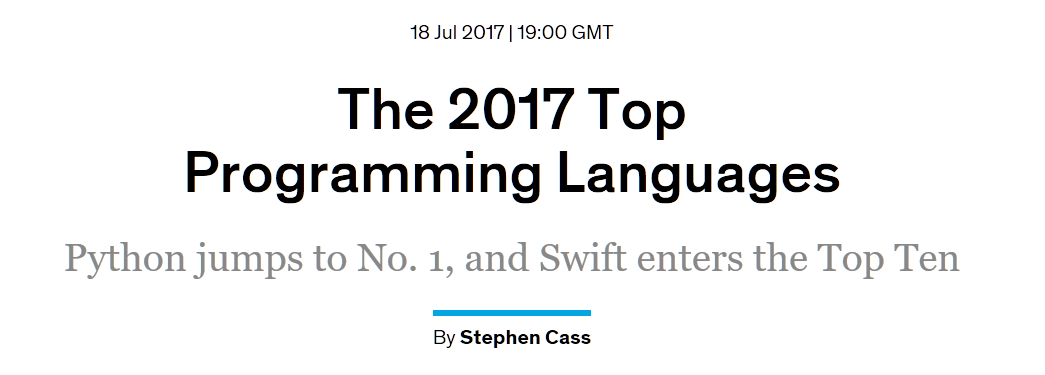 18 Jul 2017 | 19:00 GMT
The 2017 Top
Programming Languages
Python jumps to No. 1, and Swift enters the Top Ten
By Stephen Cass